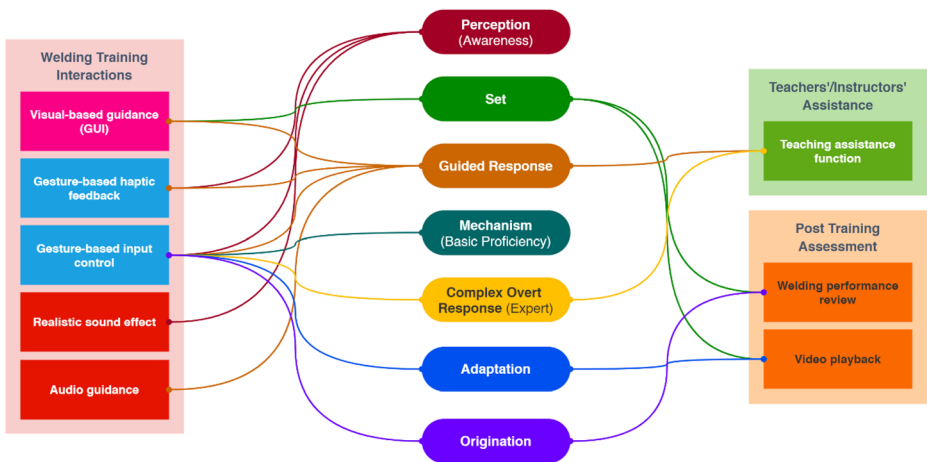 Welding Training
Interactions
Visual-based guidance
(GUI)
Gesture-based haptic
feedback
Gesture-based input
control
Realistic sound effect
Audio guidance
Perception
(Awareness)
Set
Guided Response
Mechanism
(Basic Proficiency)
Complex Overt
Response (Expert)
Adaptation
Origination
Teachers'/Instructors'
Assistance
Teaching assistance
function
Post Training
Assessment
Welding performance
review
Video playback